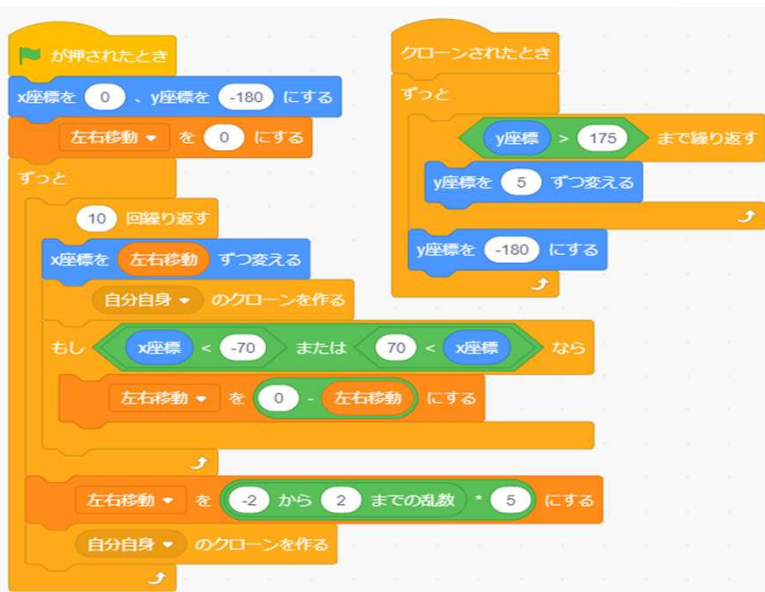 が押されたとき
x座標を 0 、y座標を -180 にする
左右移動 を 0 にする
ずっと
10 回繰り返す
x座標を 左右移動 ずつ変える
自分自身 のクローンを作る
もし x座標 < -70 または 70 < x座標 なら
左右移動 を 0 - 左右移動 にする
左右移動 を -2 から 2 までの乱数 * 5 にする
自分自身 のクローンを作る
クローンされたとき
ずっと
y座標 > 175 まで繰り返す
y座標を 5 ずつ変える
y座標を -180 にする